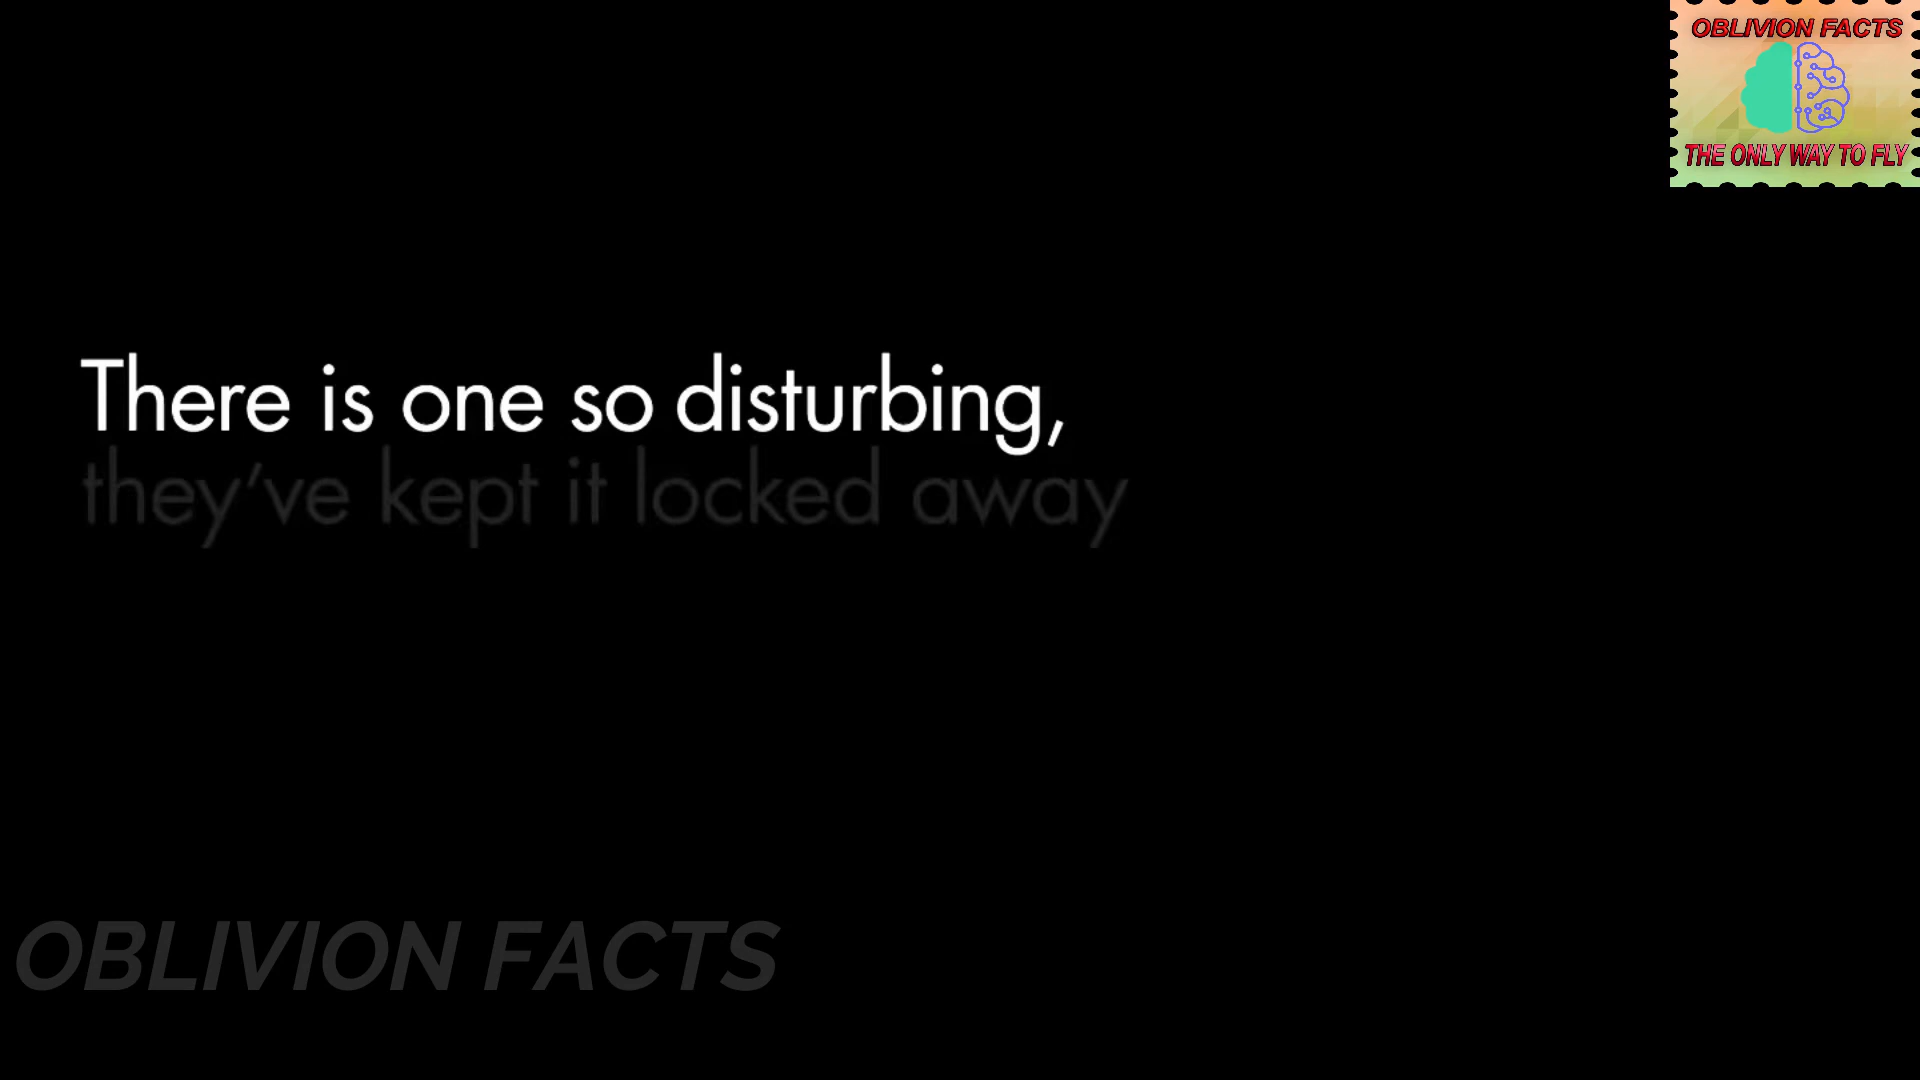 OBLIVION FACTS
THE ONLY WAY TO FLY
There is one so disturbing,
they've kept it locked away
OBLIVION FACTS